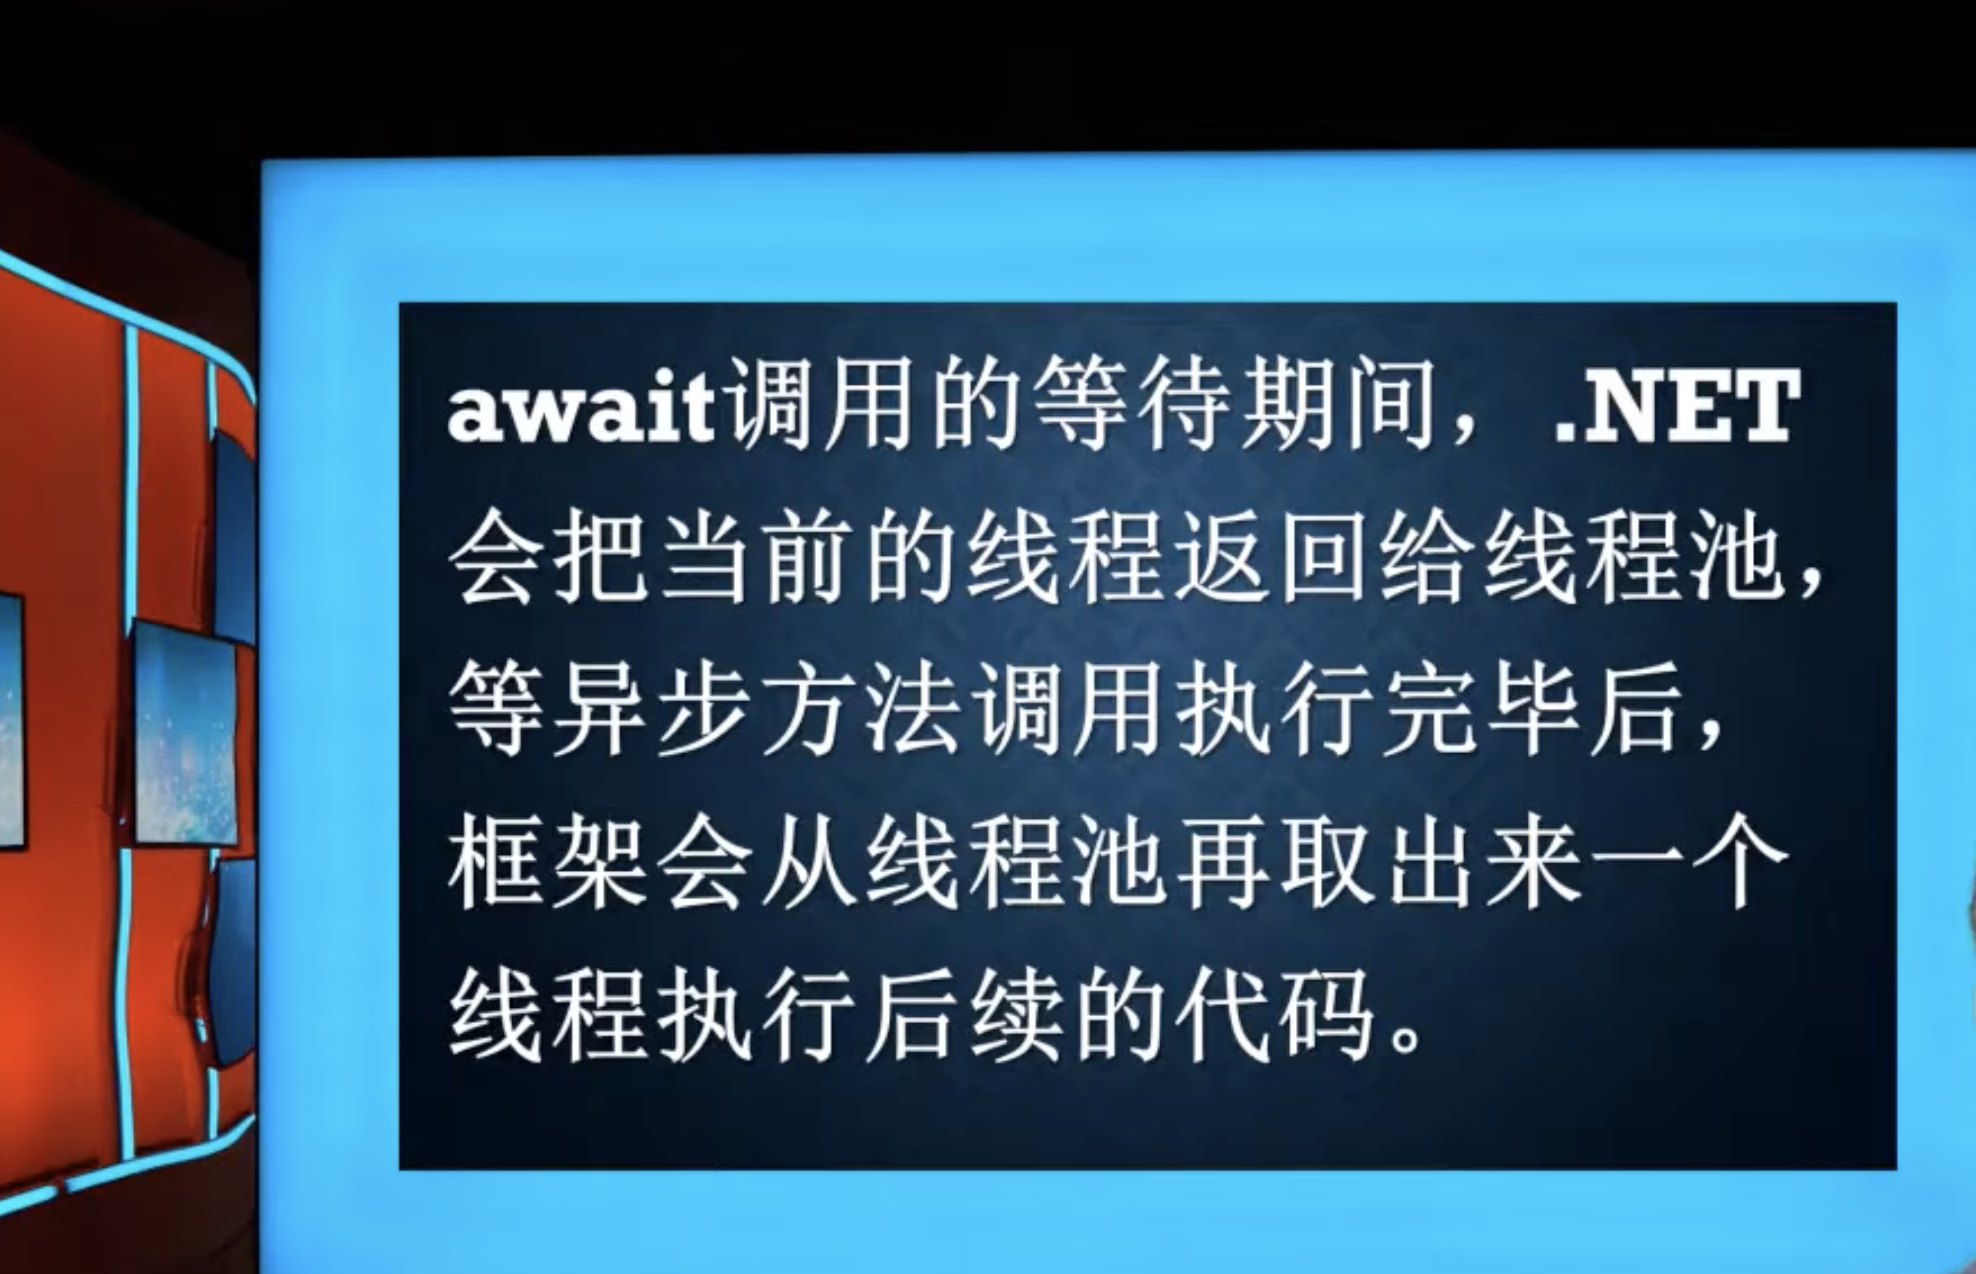 await调用的等待期间，.NET
会把当前的线程返回给线程池，
等异步方法调用执行完毕后，
框架会从线程池再取出来一个
线程执行后续的代码。